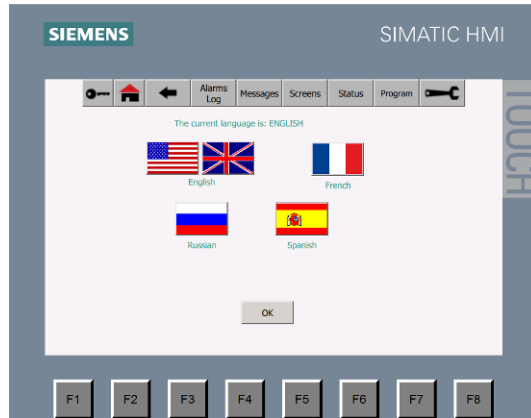 SIEMENS
SIMATIC HMI
TOUCH
Alarms Log
Messages
Screens
Status
Program
The current language is: ENGLISH
English
French
Russian
Spanish
OK
F1
F2
F3
F4
F5
F6
F7
F8